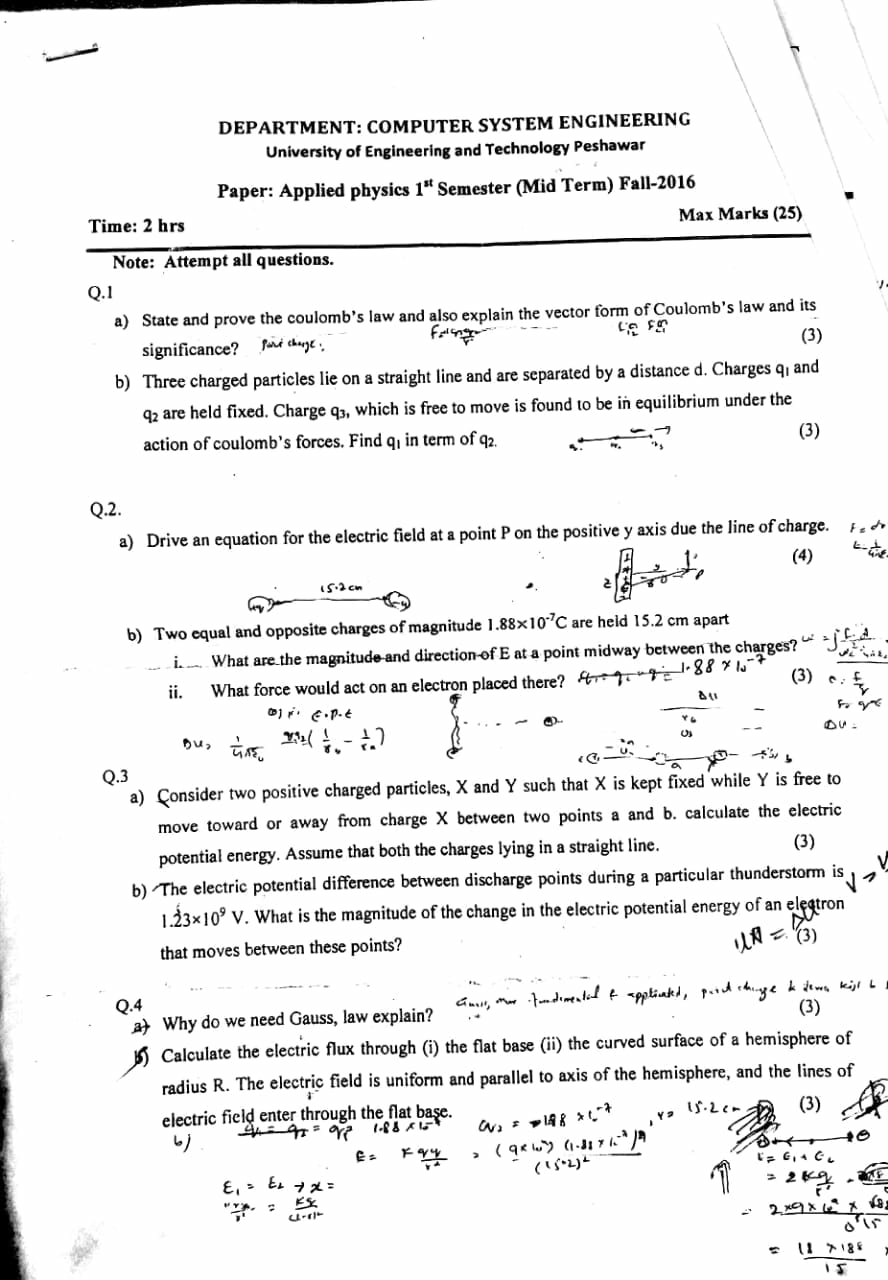 DEPARTMENT: COMPUTER SYSTEM ENGINEERING
University of Engineering and Technology Peshawar
Paper: Applied physics 1st Semester (Mid Term) Fall-2016
Time: 2 hrs
Max Marks (25)
Note: Attempt all questions.
Q.1
a) State and prove the coulomb's law and also explain the vector form of Coulomb's law and its
significance? Point charge. (3)
b) Three charged particles lie on a straight line and are separated by a distance d. Charges q₁ and
q₂ are held fixed. Charge q₃, which is free to move is found to be in equilibrium under the
action of coulomb's forces. Find q₁ in term of q₂. (3)
Q.2.
a) Drive an equation for the electric field at a point P on the positive y axis due the line of charge.
(4)
15.2 cm
b) Two equal and opposite charges of magnitude 1.88×10⁻⁷C are held 15.2 cm apart
i. What are the magnitude and direction of E at a point midway between the charges?
ii. What force would act on an electron placed there? 1.88 × 10⁻⁷ (3)
Q.3
a) Consider two positive charged particles, X and Y such that X is kept fixed while Y is free to
move toward or away from charge X between two points a and b. calculate the electric
potential energy. Assume that both the charges lying in a straight line. (3)
b) The electric potential difference between discharge points during a particular thunderstorm is
1.23×10⁹ V. What is the magnitude of the change in the electric potential energy of an electron
that moves between these points? (3)
Q.4
a) Why do we need Gauss, law explain? (3)
b) Calculate the electric flux through (i) the flat base (ii) the curved surface of a hemisphere of
radius R. The electric field is uniform and parallel to axis of the hemisphere, and the lines of
electric field enter through the flat base. (3)
b)